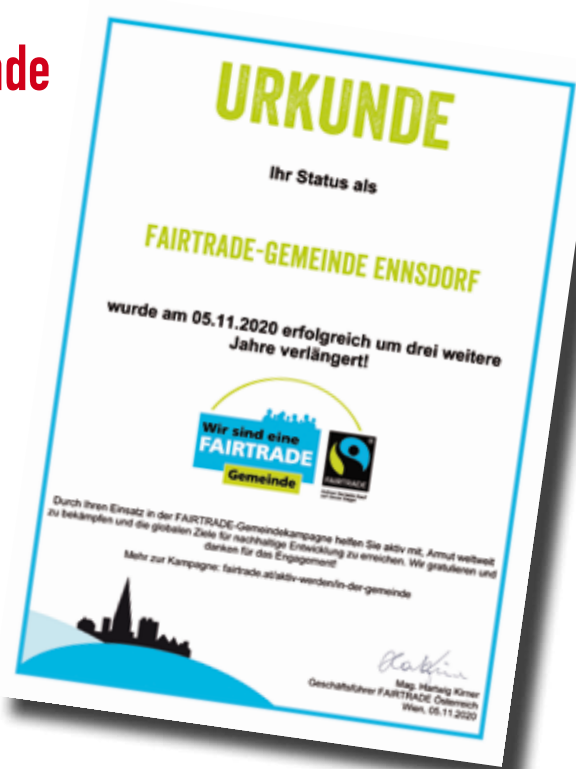 nde
URKUNDE
Ihr Status als
FAIRTRADE-GEMEINDE ENNSDORF
wurde am 05.11.2020 erfolgreich um drei weitere
Jahre verlängert!
Wir sind eine
FAIRTRADE
Gemeinde
FAIRTRADE
Durch Ihren Einsatz in der FAIRTRADE-Gemeindekampagne helfen Sie aktiv mit, Armut weltweit
zu bekämpfen und die globalen Ziele für nachhaltige Entwicklung zu erreichen. Wir gratulieren und
danken für das Engagement!
Mehr zur Kampagne: fairtrade.at/aktiv-werden/in-der-gemeinde
Mag. Hartwig Kirner
Geschäftsführer FAIRTRADE Österreich
Wien, 05.11.2020